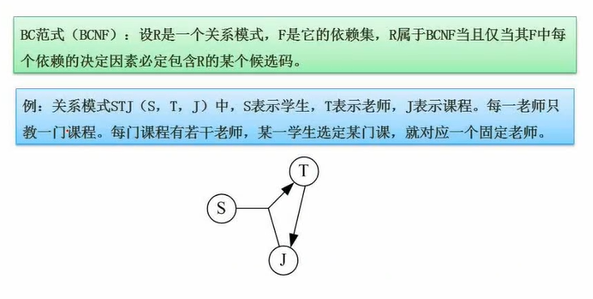 BC范式（BCNF）：设R是一个关系模式，F是它的依赖集，R属于BCNF当且仅当其F中每
个依赖的决定因素必定包含R的某个候选码。
例：关系模式STJ（S，T，J）中，S表示学生，T表示老师，J表示课程。每一老师只
教一门课程。每门课程有若干老师，某一学生选定某门课，就对应一个固定老师。
T
S
J